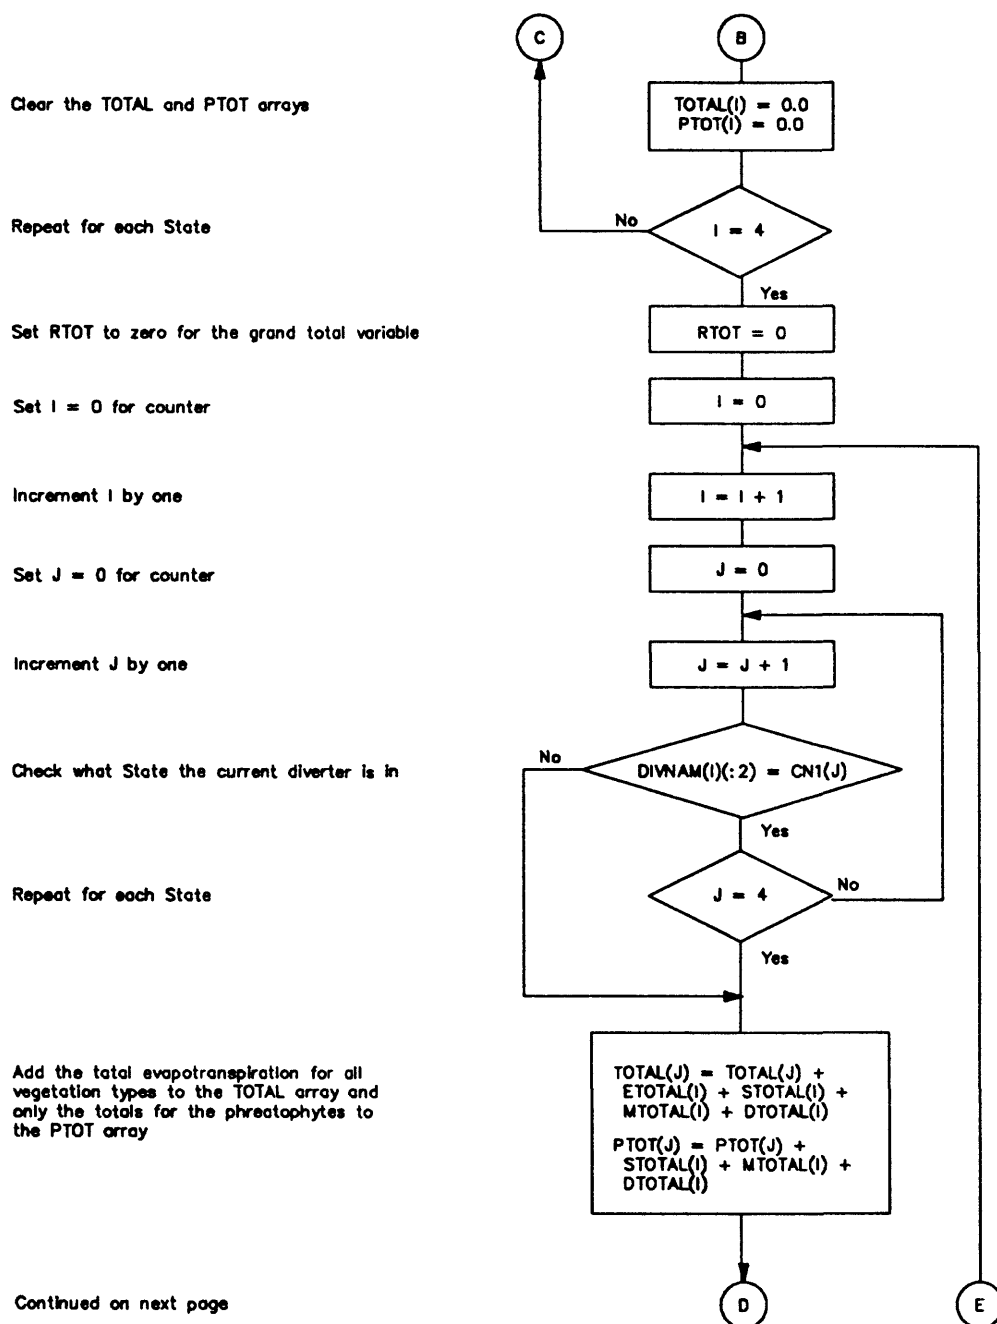 C
B
Clear the TOTAL and PTOT arrays
TOTAL(I) = 0.0
PTOT(I) = 0.0
Repeat for each State
No
I = 4
Yes
Set RTOT to zero for the grand total variable
RTOT = 0
Set I = 0 for counter
I = 0
Increment I by one
I = I + 1
Set J = 0 for counter
J = 0
Increment J by one
J = J + 1
Check what State the current diverter is in
No
DIVNAM(I)(:2) = CN1(J)
Yes
Repeat for each State
J = 4
No
Yes
Add the total evapotranspiration for all
vegetation types to the TOTAL array and
only the totals for the phreatophytes to
the PTOT array
TOTAL(J) = TOTAL(J) +
ETOTAL(I) + STOTAL(I) +
MTOTAL(I) + DTOTAL(I)
PTOT(J) = PTOT(J) +
STOTAL(I) + MTOTAL(I) +
DTOTAL(I)
Continued on next page
D
E